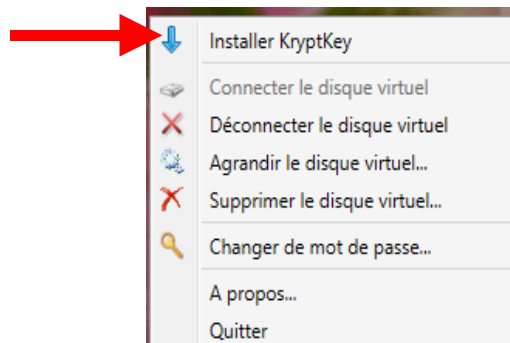 Installer KryptKey
Connecter le disque virtuel
Déconnecter le disque virtuel
Agrandir le disque virtuel...
Supprimer le disque virtuel...
Changer de mot de passe...
A propos...
Quitter